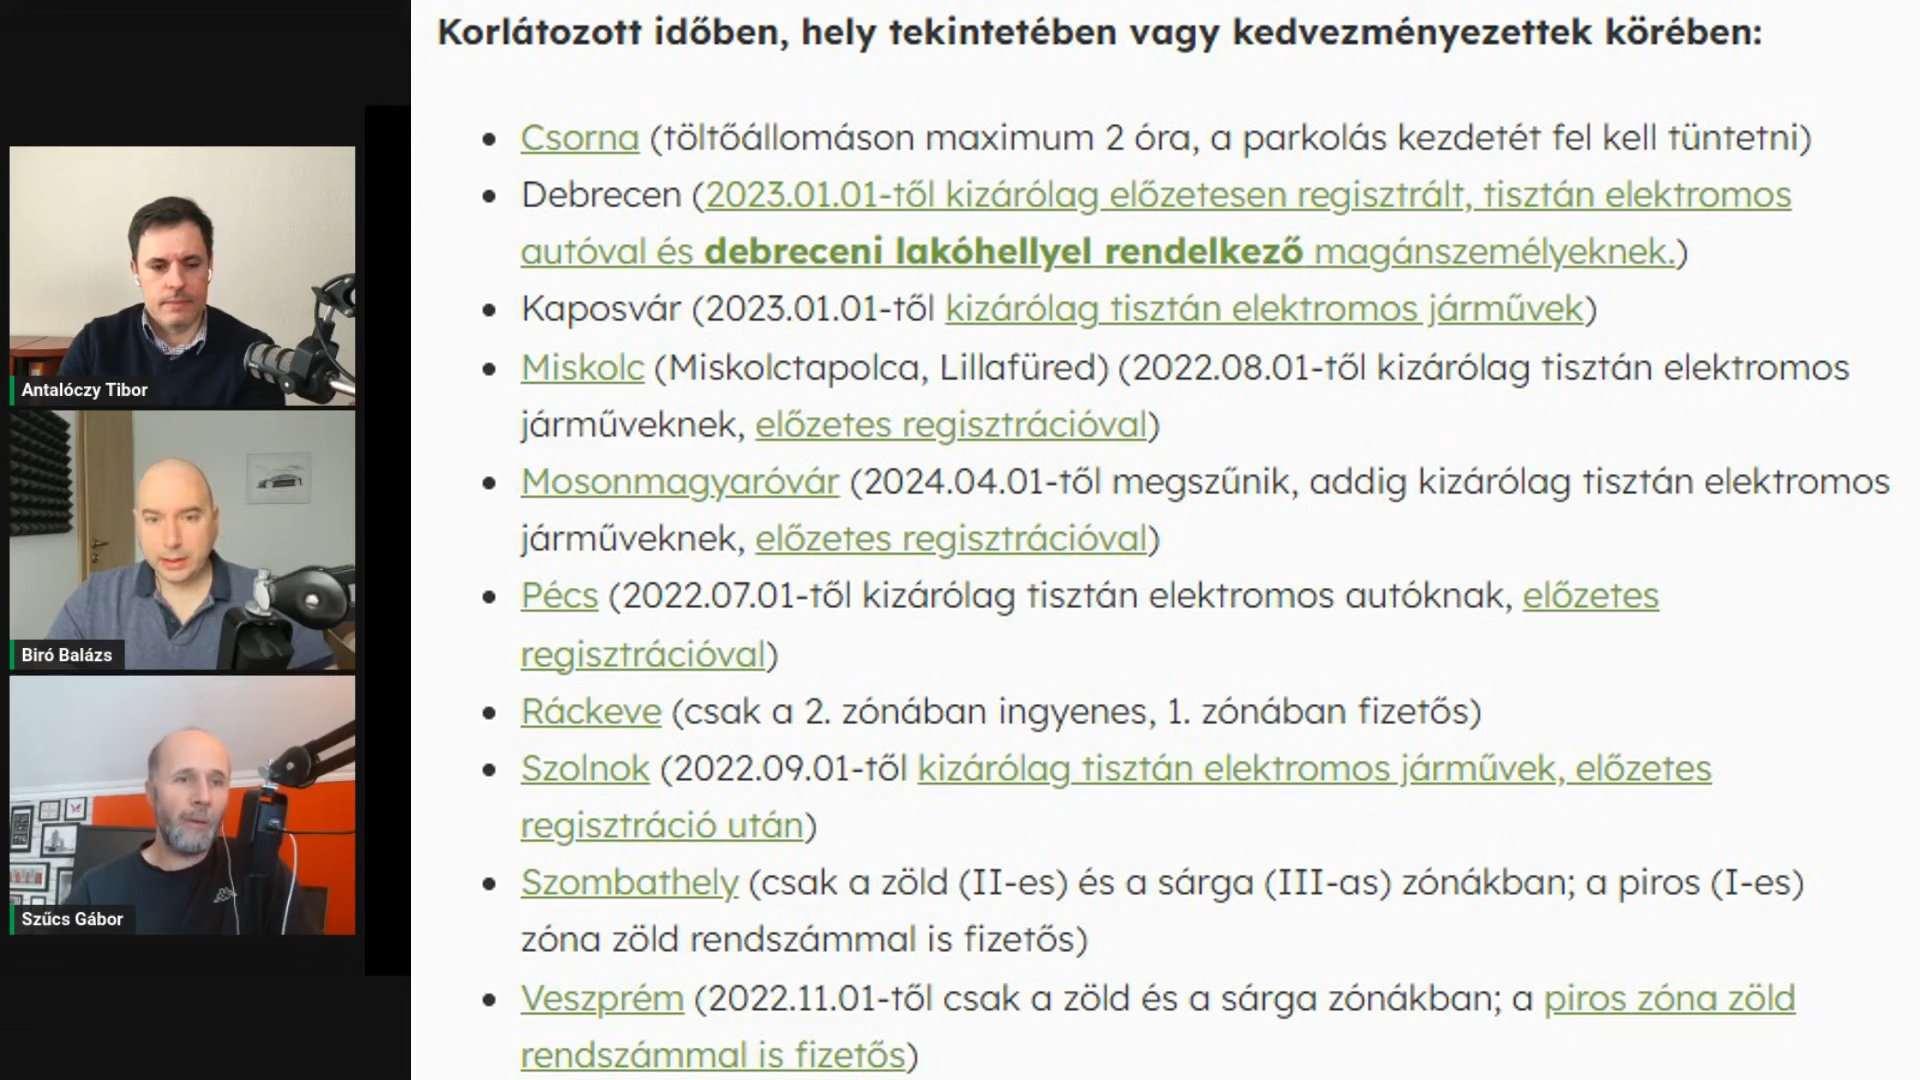 Korlátozott időben, hely tekintetében vagy kedvezményezettek körében:
Csorna (töltőállomáson maximum 2 óra, a parkolás kezdetét fel kell tüntetni)
Debrecen (2023.01.01-től kizárólag előzetesen regisztrált, tisztán elektromos
autóval és debreceni lakóhellyel rendelkező magánszemélyeknek.)
Kaposvár (2023.01.01-től kizárólag tisztán elektromos járművek)
Miskolc (Miskolctapolca, Lillafüred) (2022.08.01-től kizárólag tisztán elektromos
járműveknek, előzetes regisztrációval)
Mosonmagyaróvár (2024.04.01-től megszűnik, addig kizárólag tisztán elektromos
járműveknek, előzetes regisztrációval)
Pécs (2022.07.01-től kizárólag tisztán elektromos autóknak, előzetes
regisztrációval)
Ráckeve (csak a 2. zónában ingyenes, 1. zónában fizetős)
Szolnok (2022.09.01-től kizárólag tisztán elektromos járművek, előzetes
regisztráció után)
Szombathely (csak a zöld (II-es) és a sárga (III-as) zónákban; a piros (I-es)
zóna zöld rendszámmal is fizetős)
Veszprém (2022.11.01-től csak a zöld és a sárga zónákban; a piros zóna zöld
rendszámmal is fizetős)
Antalóczy Tibor
Biró Balázs
Szűcs Gábor